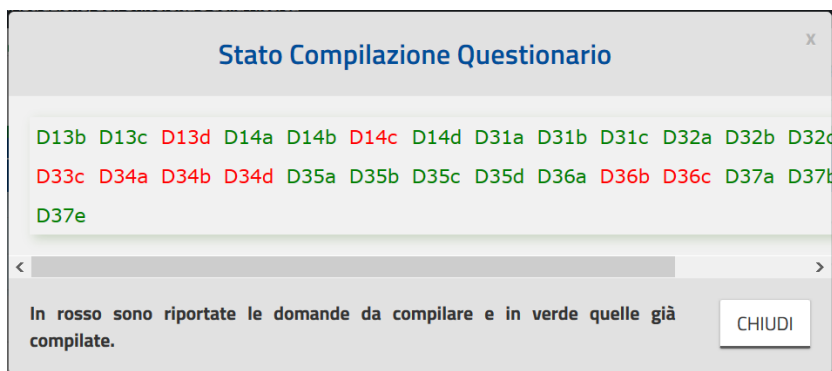 Stato Compilazione Questionario
x
D13b D13c D13d D14a D14b D14c D14d D31a D31b D31c D32a D32b
D33c D34a D34b D34d D35a D35b D35c D35d D36a D36b D36c D37a
D37e
In rosso sono riportate le domande da compilare e in verde quelle già
compilate.
CHIUDI